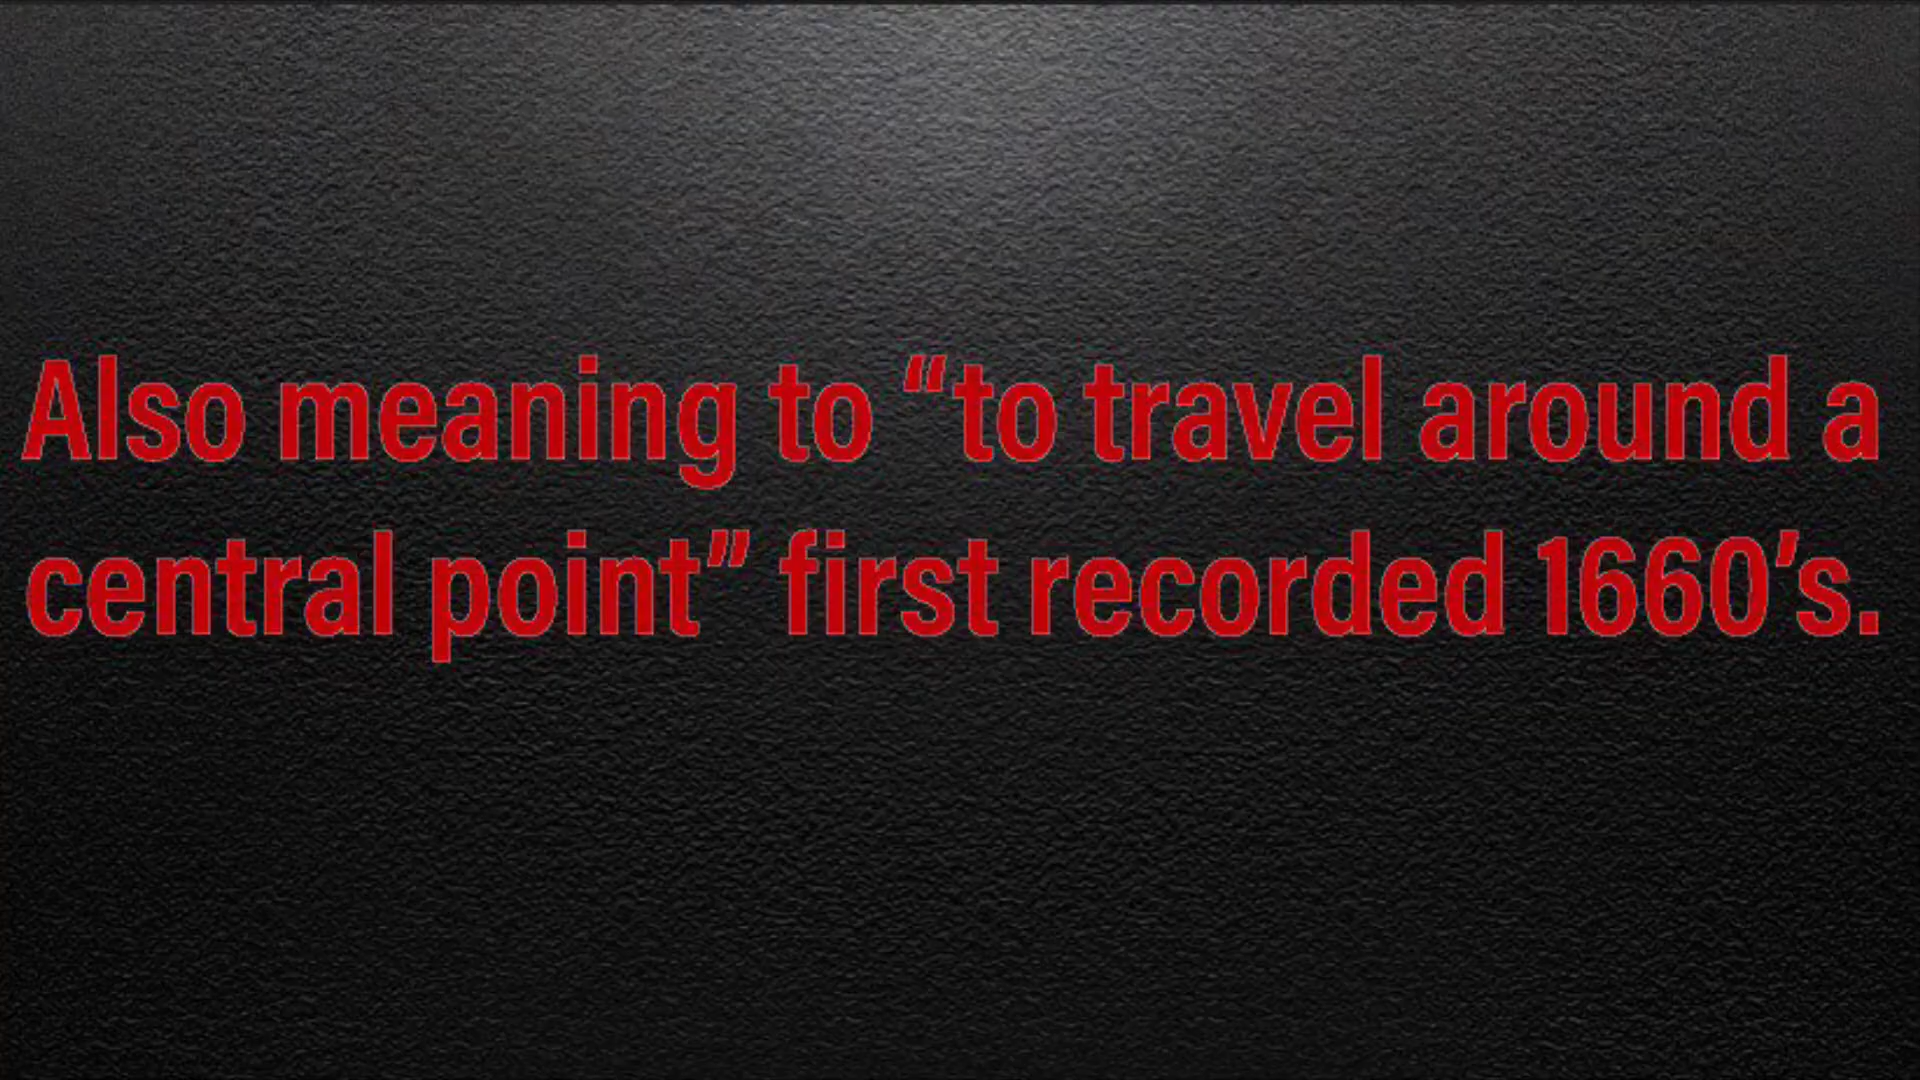 Also meaning to “to travel around a
central point” first recorded 1660’s.